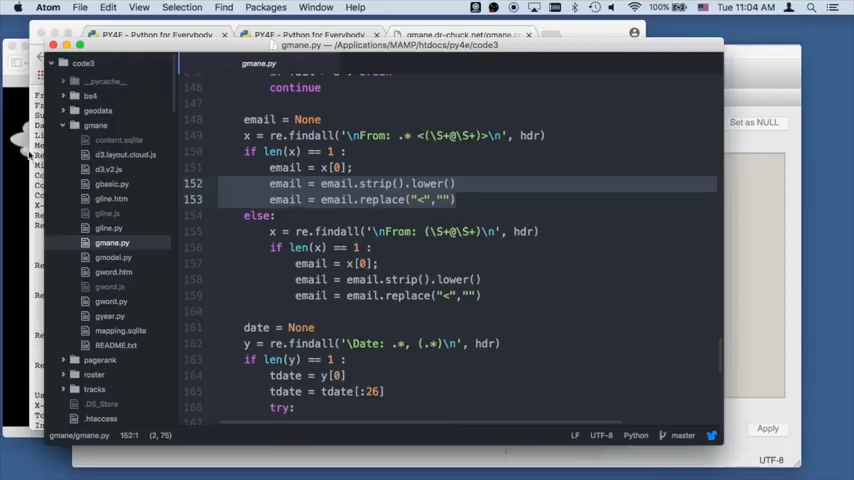 Atom File Edit View Selection Find Packages Window Help 100% Tue 11:04 AM
PY4E - Python for Everybody PY4E - Python for Everybody gmane.dr-chuck.net/gmane.c
gmane.py — /Applications/MAMP/htdocs/py4e/code3
code3
__pycache__
bs4
geodata
gmane
content.sqlite
d3.layout.cloud.js
d3.v2.js
gbasic.py
gline.htm
gline.js
gline.py
gmane.py
gmodel.py
gword.htm
gword.js
gword.py
gyear.py
mapping.sqlite
README.txt
pagerank
roster
tracks
.DS_Store
.htaccess
gmane.py
146 continue
147
148 email = None
149 x = re.findall('\nFrom: .* <(\S+@\S+)>\n', hdr)
150 if len(x) == 1 :
151 email = x[0];
152 email = email.strip().lower()
153 email = email.replace("<","")
154 else:
155 x = re.findall('\nFrom: (\S+@\S+)\n', hdr)
156 if len(x) == 1 :
157 email = x[0];
158 email = email.strip().lower()
159 email = email.replace("<","")
160
161 date = None
162 y = re.findall('\Date: .*, (.*)\n', hdr)
163 if len(y) == 1 :
164 tdate = y[0]
165 tdate = tdate[:26]
166 try:
gmane/gmane.py 152:1 (2, 75) LF UTF-8 Python master
Set as NULL
Apply
UTF-8